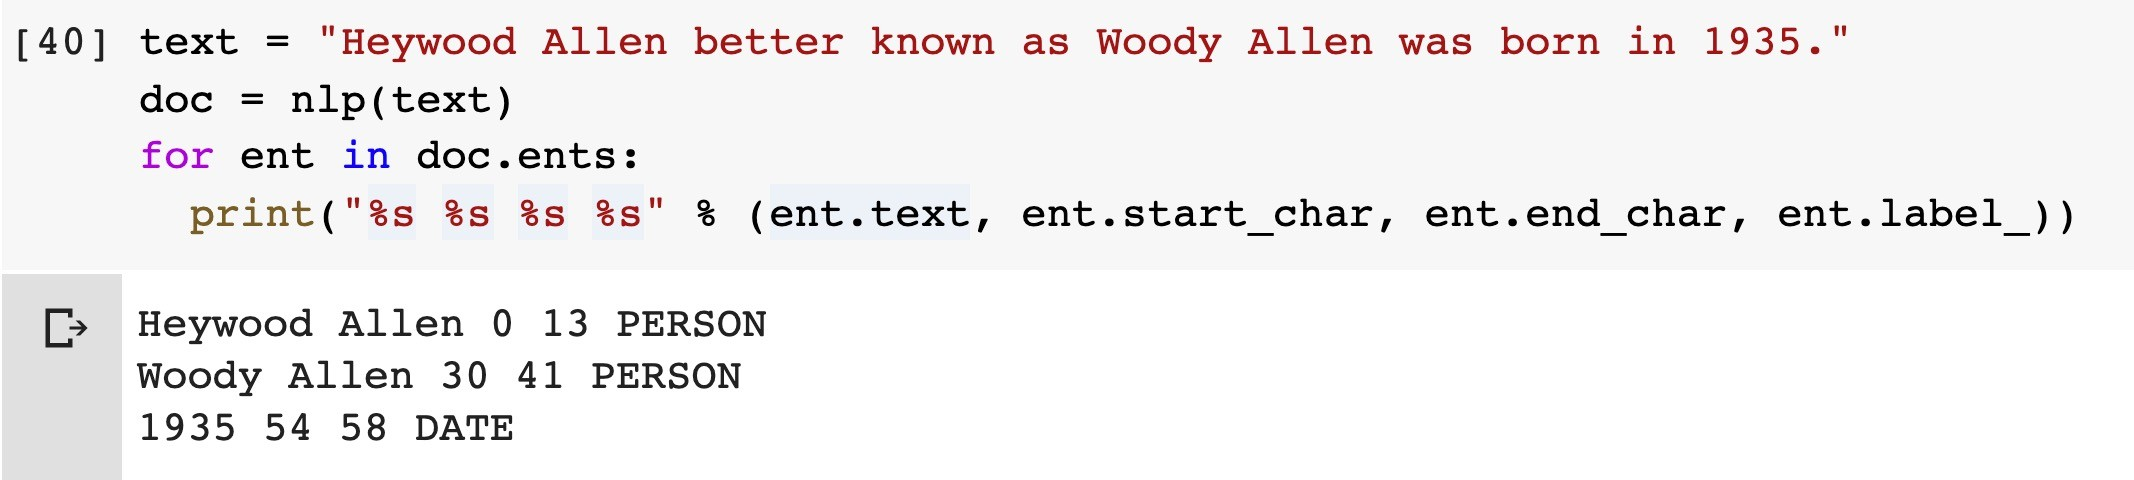 [40] text = "Heywood Allen better known as Woody Allen was born in 1935."
doc = nlp(text)
for ent in doc.ents:
  print("%s %s %s %s" % (ent.text, ent.start_char, ent.end_char, ent.label_))
Heywood Allen 0 13 PERSON
Woody Allen 30 41 PERSON
1935 54 58 DATE